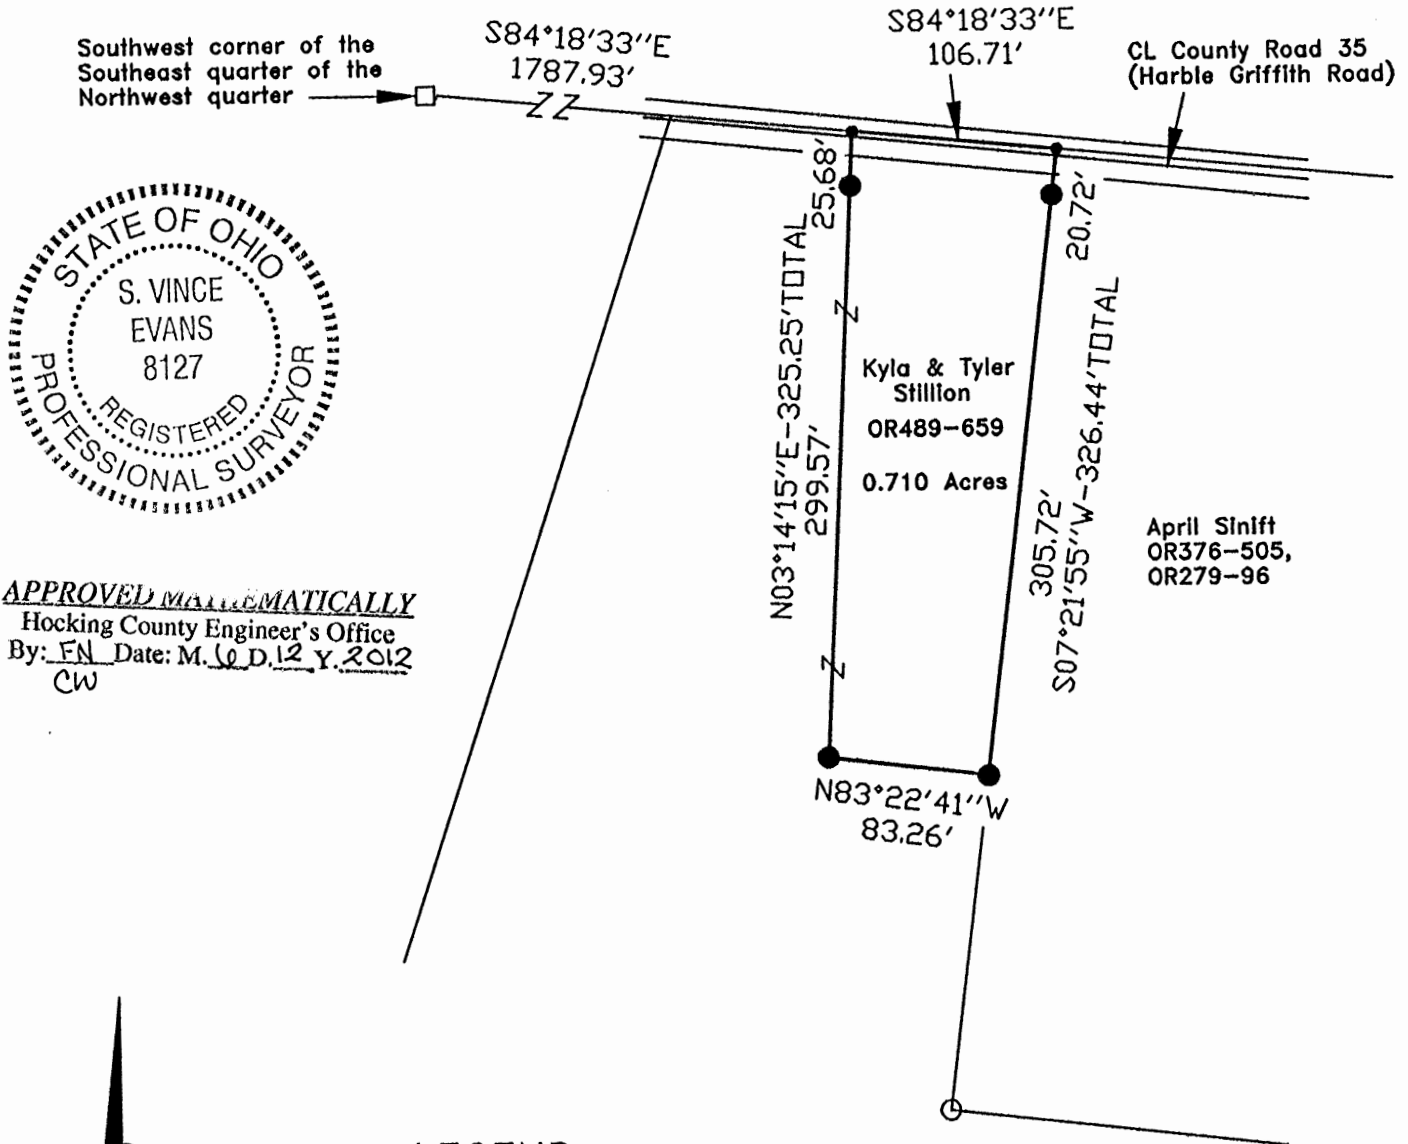 Southwest corner of the
Southeast quarter of the
Northwest quarter
S84°18'33"E
1787.93'
S84°18'33"E
106.71'
CL County Road 35
(Harble Griffith Road)
STATE OF OHIO
S. VINCE
EVANS
8127
REGISTERED
PROFESSIONAL SURVEYOR
25.68'
20.72'
N03°14'15"E-325.25'TOTAL
299.57'
Kyla & Tyler
Stillion
OR489-659
0.710 Acres
305.72'
S07°21'55"W-326.44'TOTAL
April Sinift
OR376-505,
OR279-96
APPROVED MATHEMATICALLY
Hocking County Engineer's Office
By: FN Date: M. 6 D. 12 Y. 2012
CW
N83°22'41"W
83.26'